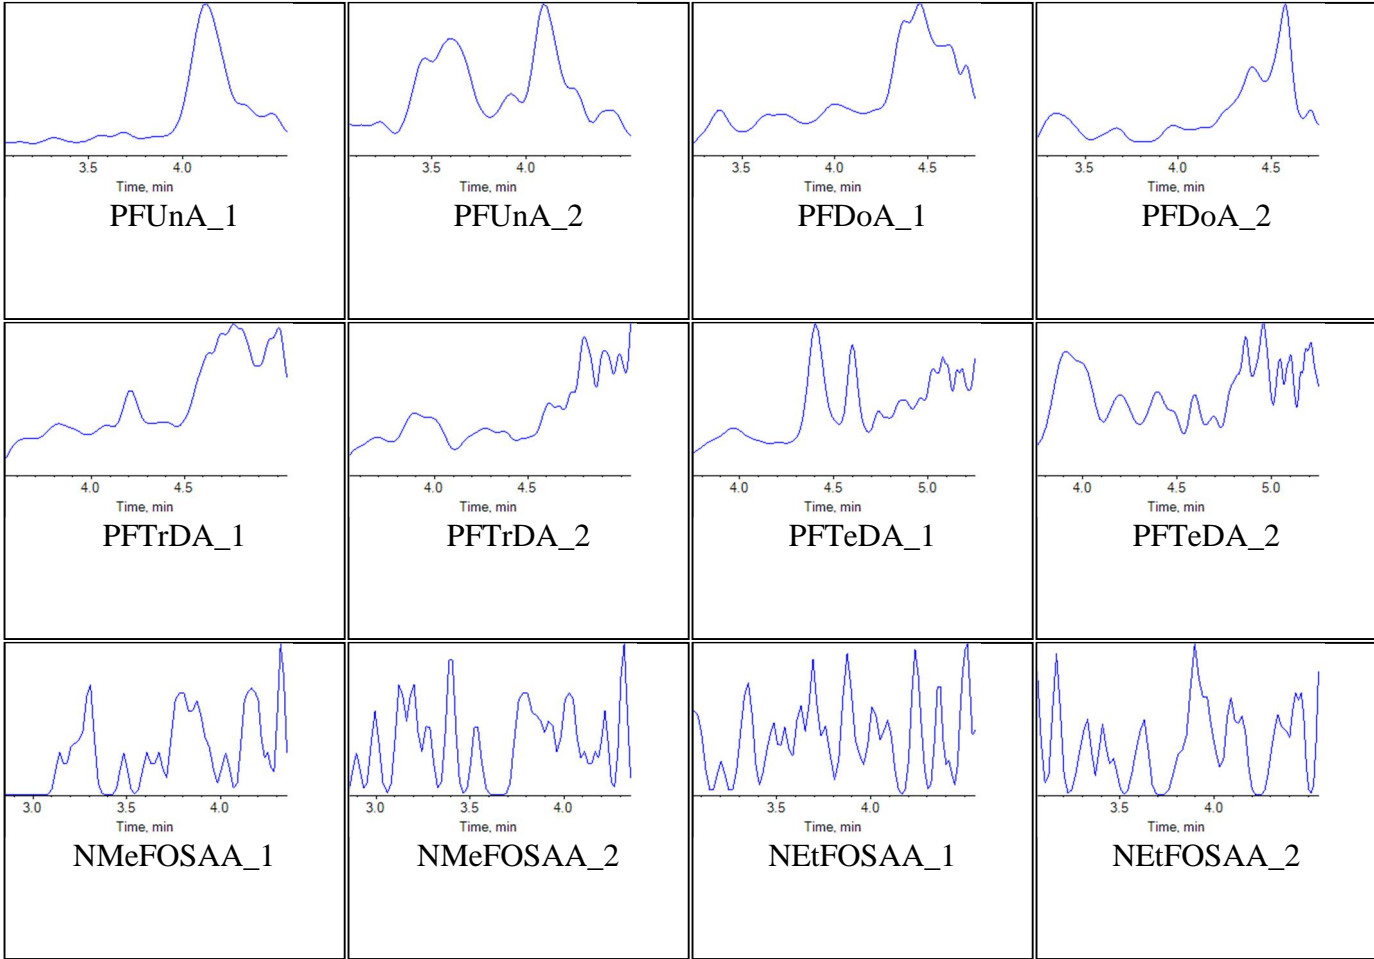 3.5 4.0 3.5 4.0 3.5 4.0 4.5 3.5 4.0 4.5
Time, min Time, min Time, min Time, min
PFUnA_1 PFUnA_2 PFDoA_1 PFDoA_2
4.0 4.5 4.0 4.5 4.0 4.5 5.0 4.0 4.5 5.0
Time, min Time, min Time, min Time, min
PFTrDA_1 PFTrDA_2 PFTeDA_1 PFTeDA_2
3.0 3.5 4.0 3.0 3.5 4.0 3.5 4.0 3.5 4.0
Time, min Time, min Time, min Time, min
NMeFOSAA_1 NMeFOSAA_2 NEtFOSAA_1 NEtFOSAA_2